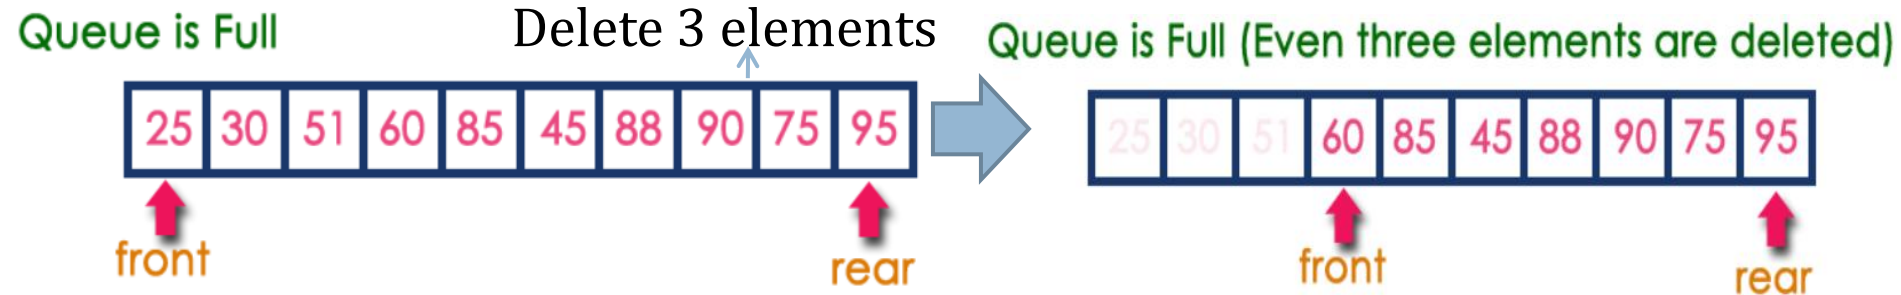 Queue is Full
Delete 3 elements
25 30 51 60 85 45 88 90 75 95
front
rear
Queue is Full (Even three elements are deleted)
25 30 51 60 85 45 88 90 75 95
front
rear